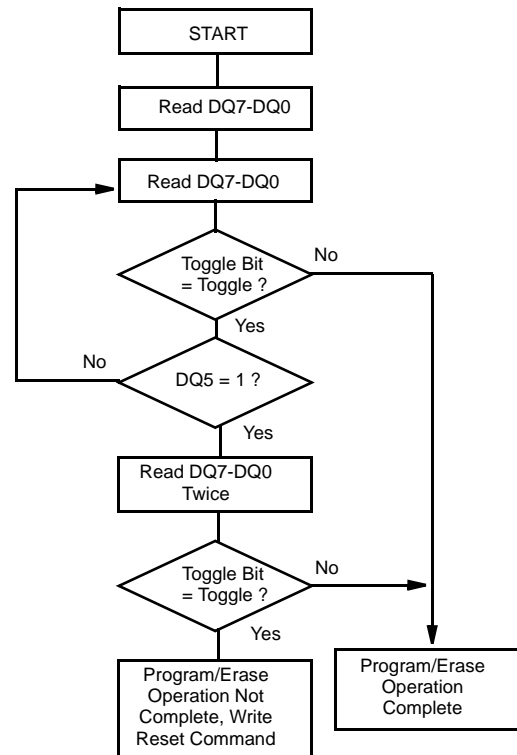 START
Read DQ7-DQ0
Read DQ7-DQ0
Toggle Bit
= Toggle ?
No
Yes
No
DQ5 = 1 ?
Yes
Read DQ7-DQ0
Twice
Toggle Bit
= Toggle ?
No
Yes
Program/Erase
Operation Not
Complete, Write
Reset Command
Program/Erase
Operation
Complete